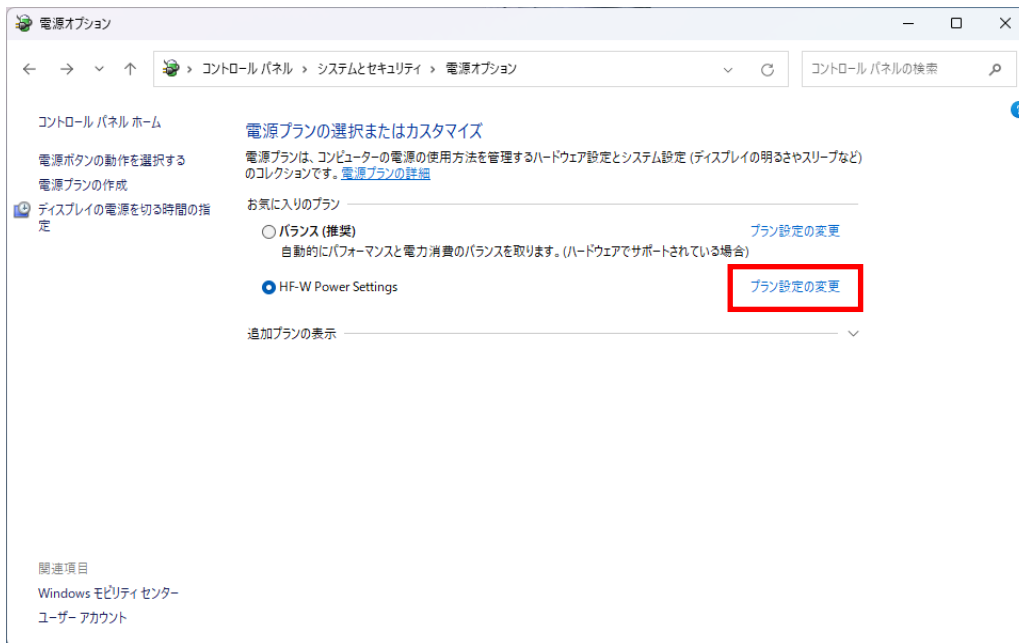 電源オプション
コントロール パネル › システムとセキュリティ › 電源オプション
コントロール パネルの検索
コントロール パネル ホーム
電源ボタンの動作を選択する
電源プランの作成
ディスプレイの電源を切る時間の指
定
電源プランの選択またはカスタマイズ
電源プランは、コンピューターの電源の使用方法を管理するハードウェア設定とシステム設定 (ディスプレイの明るさやスリープなど)
のコレクションです。電源プランの詳細
お気に入りのプラン
バランス (推奨) プラン設定の変更
自動的にパフォーマンスと電力消費のバランスを取ります。(ハードウェアでサポートされている場合)
HF-W Power Settings プラン設定の変更
追加プランの表示
関連項目
Windows モビリティ センター
ユーザー アカウント